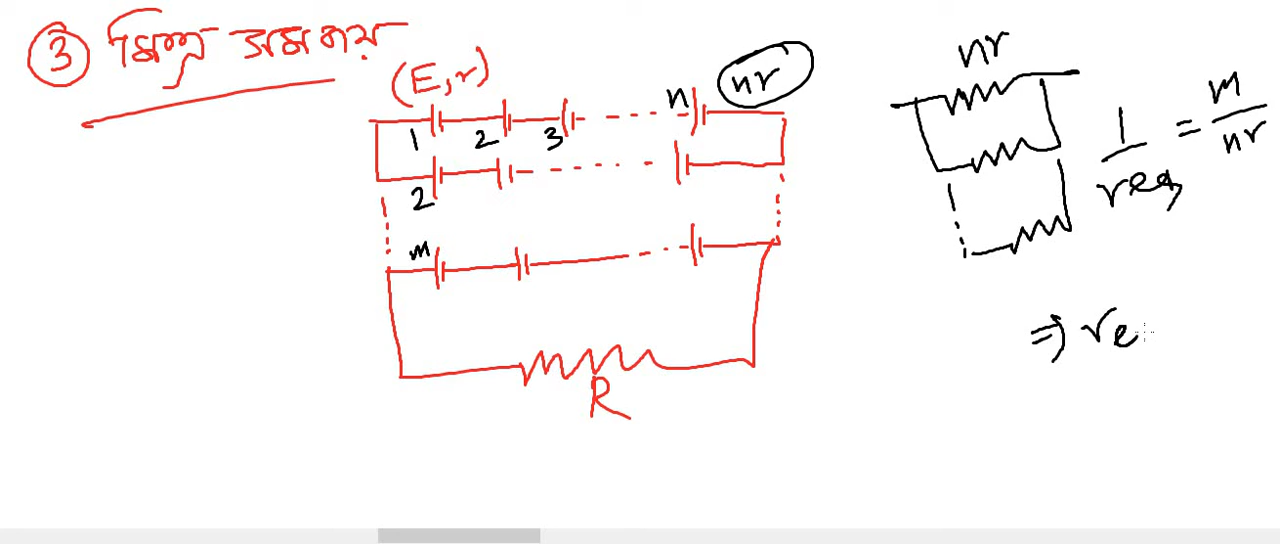 ③ মিশ্র সমবায়
(E, r)
1 2 3 n nr
2
m
R
nr
1/req = m/nr
⇒ re